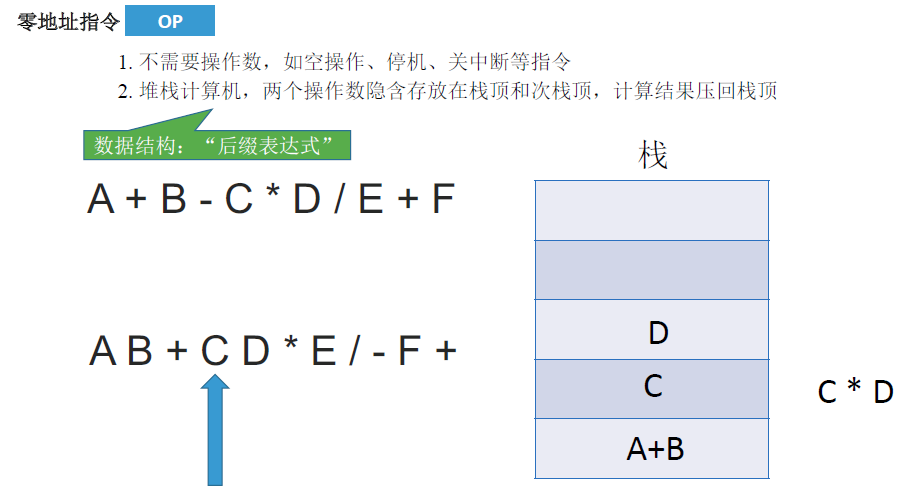 零地址指令 OP
1. 不需要操作数，如空操作、停机、关中断等指令
2. 堆栈计算机，两个操作数隐含存放在栈顶和次栈顶，计算结果压回栈顶
数据结构：“后缀表达式”
栈
A + B - C * D / E + F
A B + C D * E / - F +
D
C
C * D
A+B